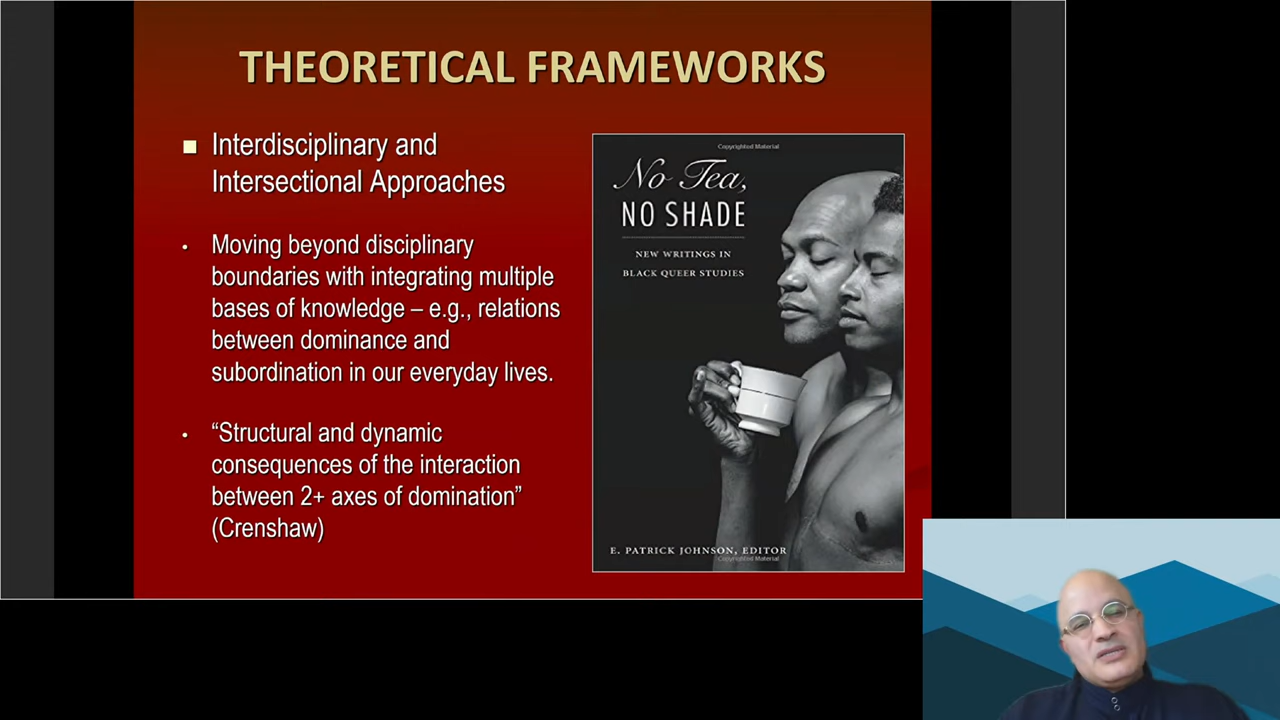 THEORETICAL FRAMEWORKS
Interdisciplinary and
Intersectional Approaches
Moving beyond disciplinary
boundaries with integrating multiple
bases of knowledge – e.g., relations
between dominance and
subordination in our everyday lives.
“Structural and dynamic
consequences of the interaction
between 2+ axes of domination”
(Crenshaw)
Copyrighted Material
No Tea,
NO SHADE
NEW WRITINGS IN
BLACK QUEER STUDIES
E. PATRICK JOHNSON, EDITOR
Copyrighted Material